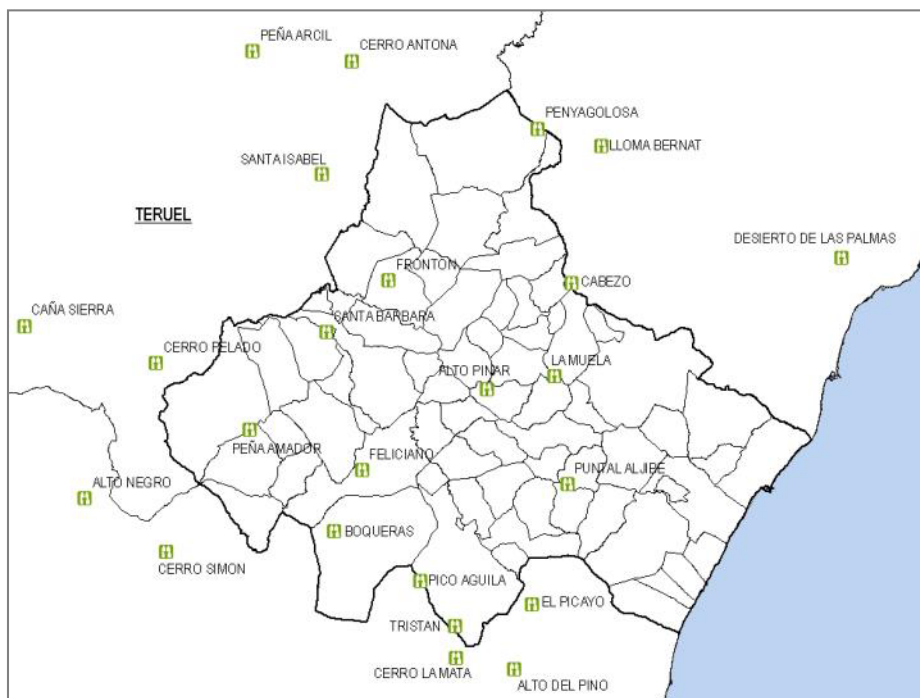 PEÑA ARCIL
CERRO ANTONA
PENYAGOLOSA
LLOMA BERNAT
SANTA ISABEL
TERUEL
DESIERTO DE LAS PALMAS
FRONTON
CABEZO
CAÑA SIERRA
SANTA BARBARA
CERRO PELADO
ALTO PINAR
LA MUELA
PEÑA AMADOR
FELICIANO
PUNTAL ALJIBE
ALTO NEGRO
BOQUERAS
CERRO SIMON
PICO AGUILA
EL PICAYO
TRISTAN
CERRO LA MATA
ALTO DEL PINO